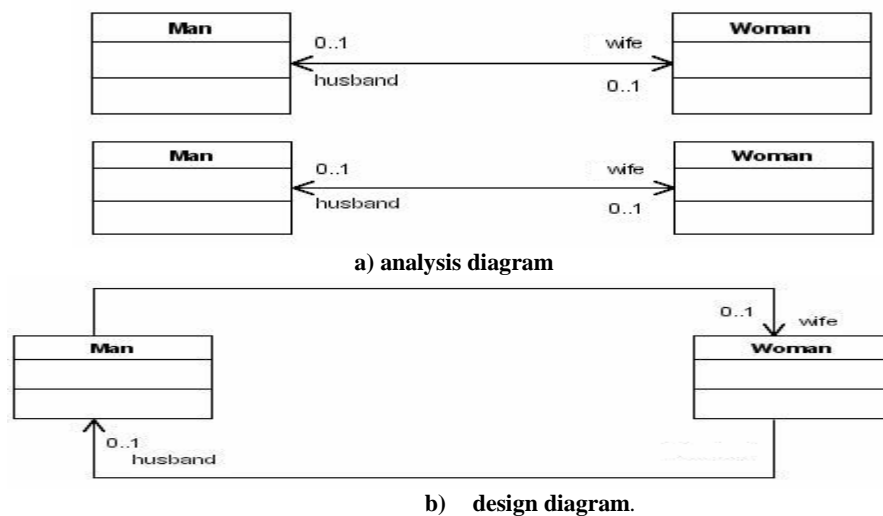 Man
0..1
wife
Woman
husband
0..1
Man
0..1
wife
Woman
husband
0..1
a) analysis diagram
0..1
wife
Man
Woman
0..1
husband
b) design diagram.